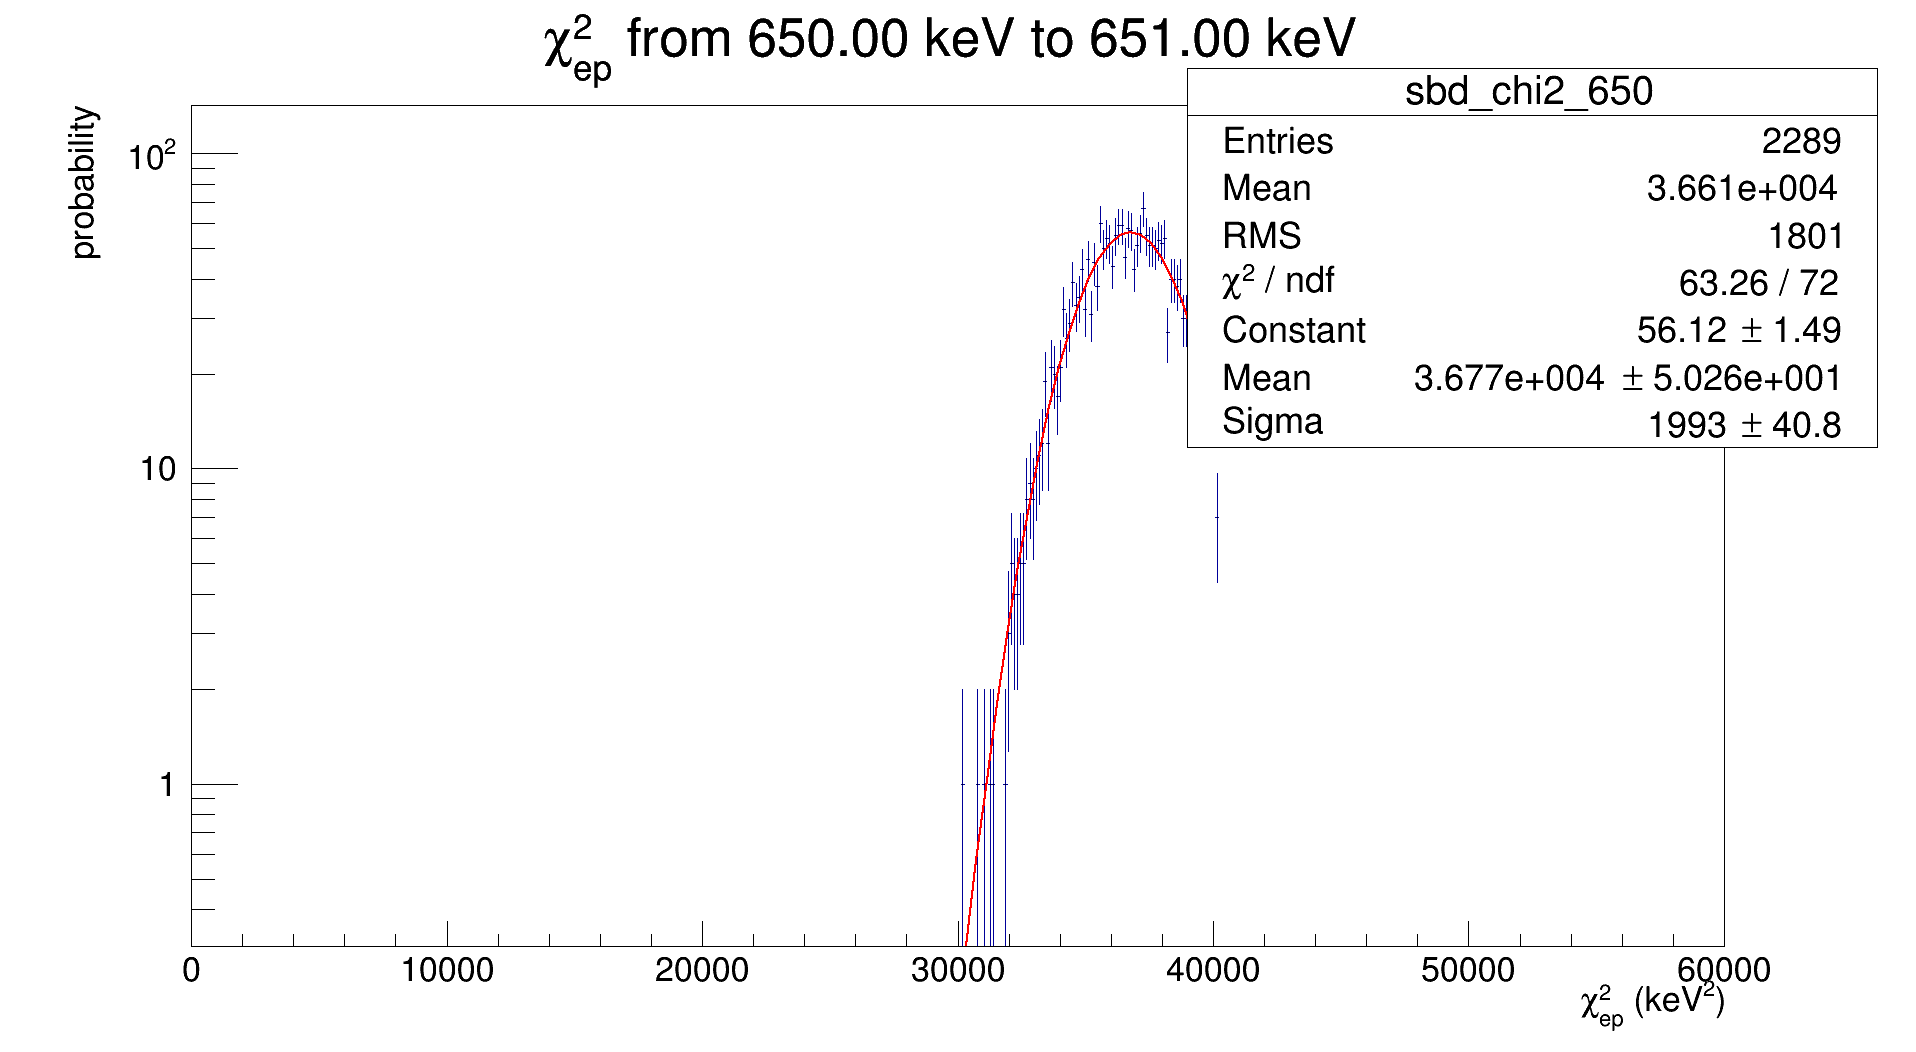 χ²ep from 650.00 keV to 651.00 keV
sbd_chi2_650
Entries 2289
Mean 3.661e+004
RMS 1801
χ² / ndf 63.26 / 72
Constant 56.12 ± 1.49
Mean 3.677e+004 ± 5.026e+001
Sigma 1993 ± 40.8
probability
10²
10
1
0 10000 20000 30000 40000 50000 60000
χ²ep (keV²)